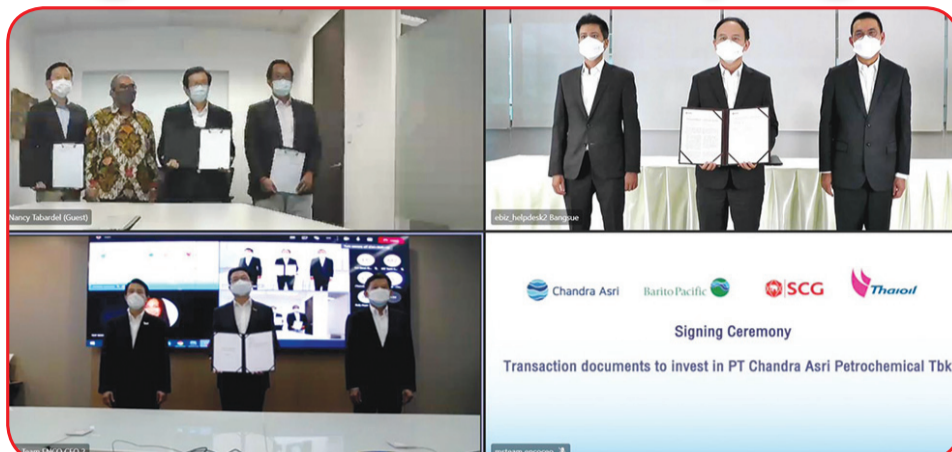 Nancy Tabardel (Guest)
ebiz_helpdesk2 Bangsue
Chandra Asri
Barito Pacific
SCG
Thaioil
Signing Ceremony
Transaction documents to invest in PT Chandra Asri Petrochemical Tbk